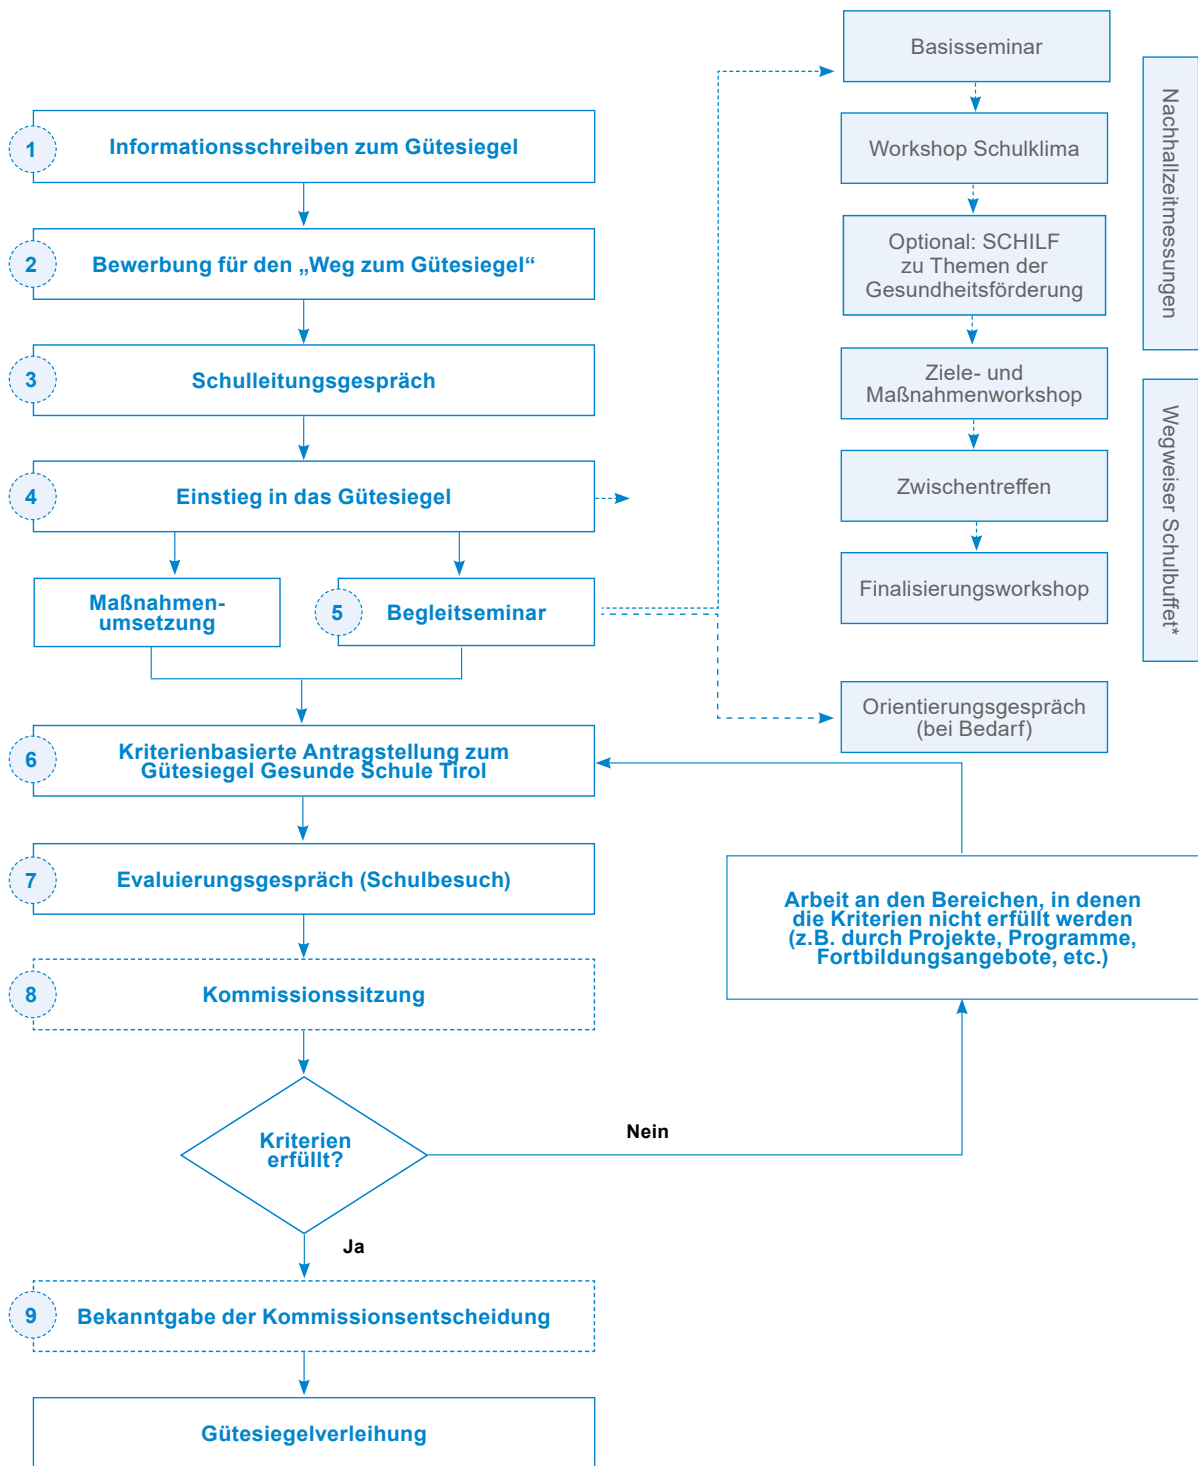 1
Informationsschreiben zum Gütesiegel
2
Bewerbung für den „Weg zum Gütesiegel“
3
Schulleitungsgespräch
4
Einstieg in das Gütesiegel
Maßnahmen-
umsetzung
5
Begleitseminar
6
Kriterienbasierte Antragstellung zum
Gütesiegel Gesunde Schule Tirol
7
Evaluierungsgespräch (Schulbesuch)
8
Kommissionssitzung
Kriterien
erfüllt?
Nein
Ja
9
Bekanntgabe der Kommissionsentscheidung
Gütesiegelverleihung
Basisseminar
Workshop Schulklima
Optional: SCHILF
zu Themen der
Gesundheitsförderung
Ziele- und
Maßnahmenworkshop
Zwischentreffen
Finalisierungsworkshop
Orientierungsgespräch
(bei Bedarf)
Nachhallzeitmessungen
Wegweiser Schulbuffet*
Arbeit an den Bereichen, in denen
die Kriterien nicht erfüllt werden
(z.B. durch Projekte, Programme,
Fortbildungsangebote, etc.)